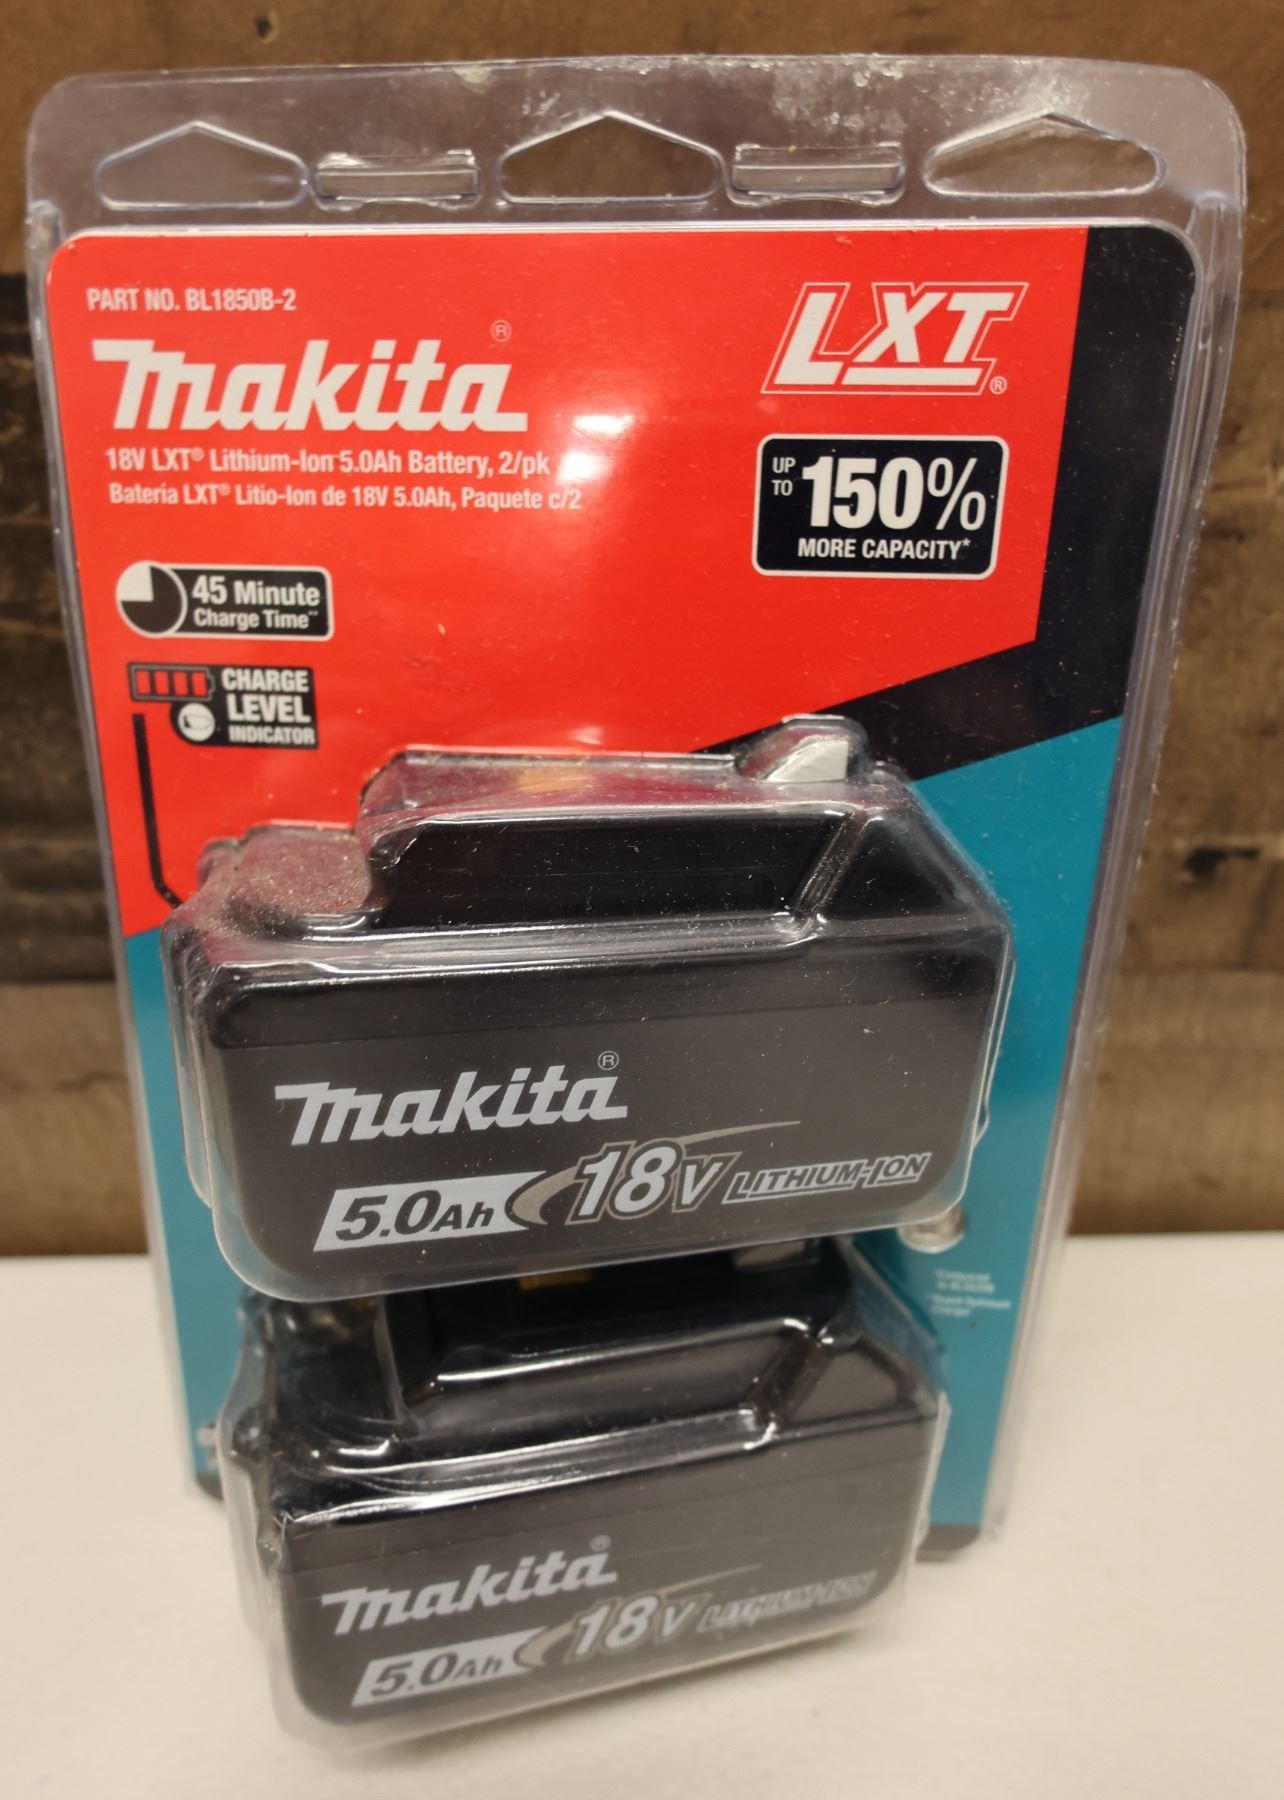 PART NO. BL1850B-2
makita®
18V LXT® Lithium-Ion 5.0Ah Battery, 2/pk
Batería LXT® Litio-Ion de 18V 5.0Ah, Paquete c/2
LXT®
UP TO 150%
MORE CAPACITY*
45 Minute
Charge Time**
CHARGE
LEVEL
INDICATOR
makita®
5.0Ah 18V LITHIUM-ION
makita®
5.0Ah 18V LITHIUM-ION